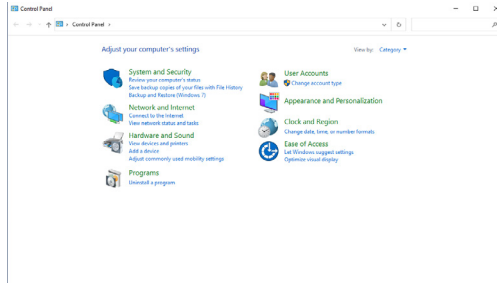 Control Panel
Control Panel
Adjust your computer's settings
View by: Category
System and Security
Review your computer's status
Save backup copies of your files with File History
Backup and Restore (Windows 7)
Network and Internet
Connect to the Internet
View network status and tasks
Hardware and Sound
View devices and printers
Add a device
Adjust commonly used mobility settings
Programs
Uninstall a program
User Accounts
Change account type
Appearance and Personalization
Clock and Region
Change date, time, or number formats
Ease of Access
Let Windows suggest settings
Optimize visual display